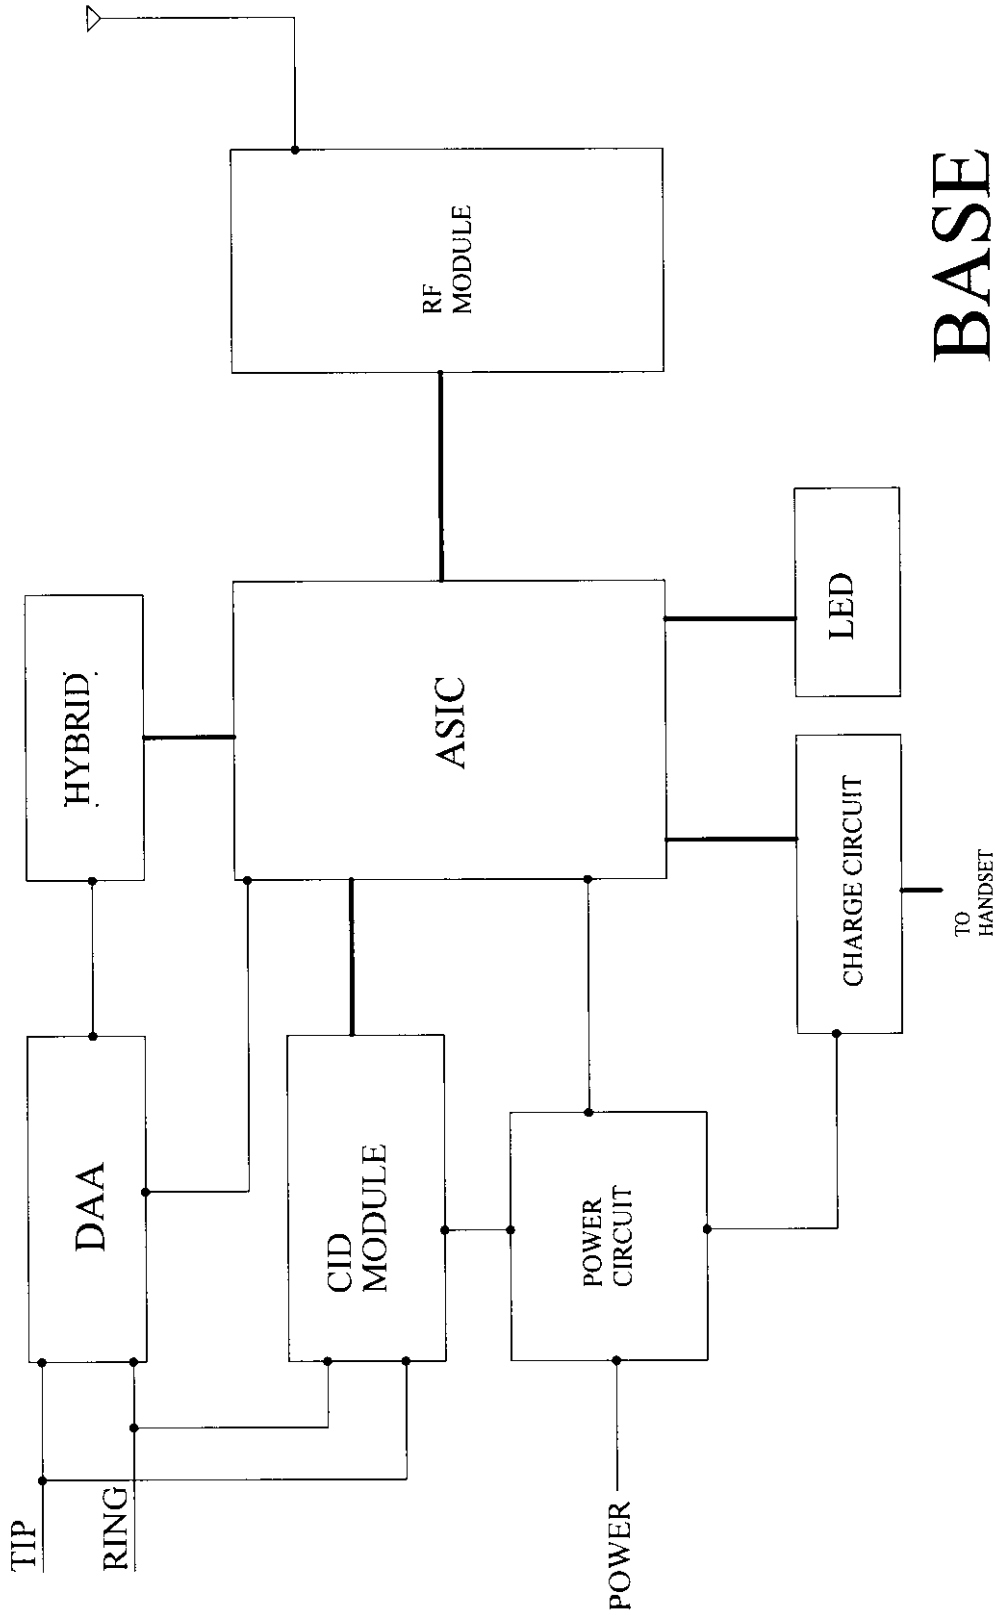 TIP
RING
DAA
HYBRID
CID
MODULE
ASIC
RF
MODULE
POWER
POWER
CIRCUIT
CHARGE CIRCUIT
LED
TO
HANDSET
BASE